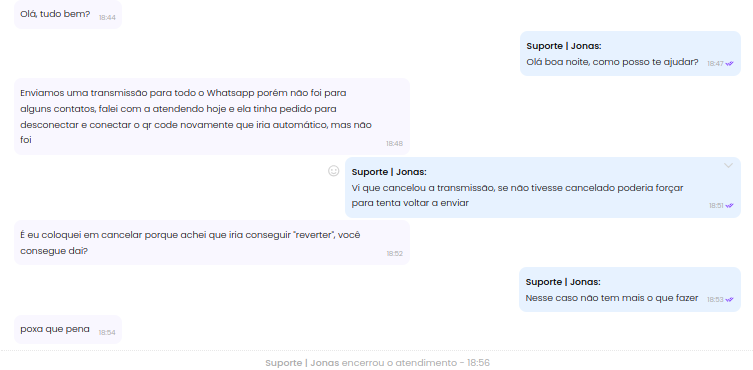 Olá, tudo bem? 18:44
Suporte | Jonas:
Olá boa noite, como posso te ajudar? 18:47
Enviamos uma transmissão para todo o Whatsapp porém não foi para
alguns contatos, falei com a atendendo hoje e ela tinha pedido para
desconectar e conectar o qr code novamente que iria automático, mas não
foi 18:48
Suporte | Jonas:
Vi que cancelou a transmissão, se não tivesse cancelado poderia forçar
para tenta voltar a enviar 18:51
É eu coloquei em cancelar porque achei que iria conseguir "reverter", você
consegue daí? 18:52
Suporte | Jonas:
Nesse caso não tem mais o que fazer 18:53
poxa que pena 18:54
Suporte | Jonas encerrou o atendimento - 18:56